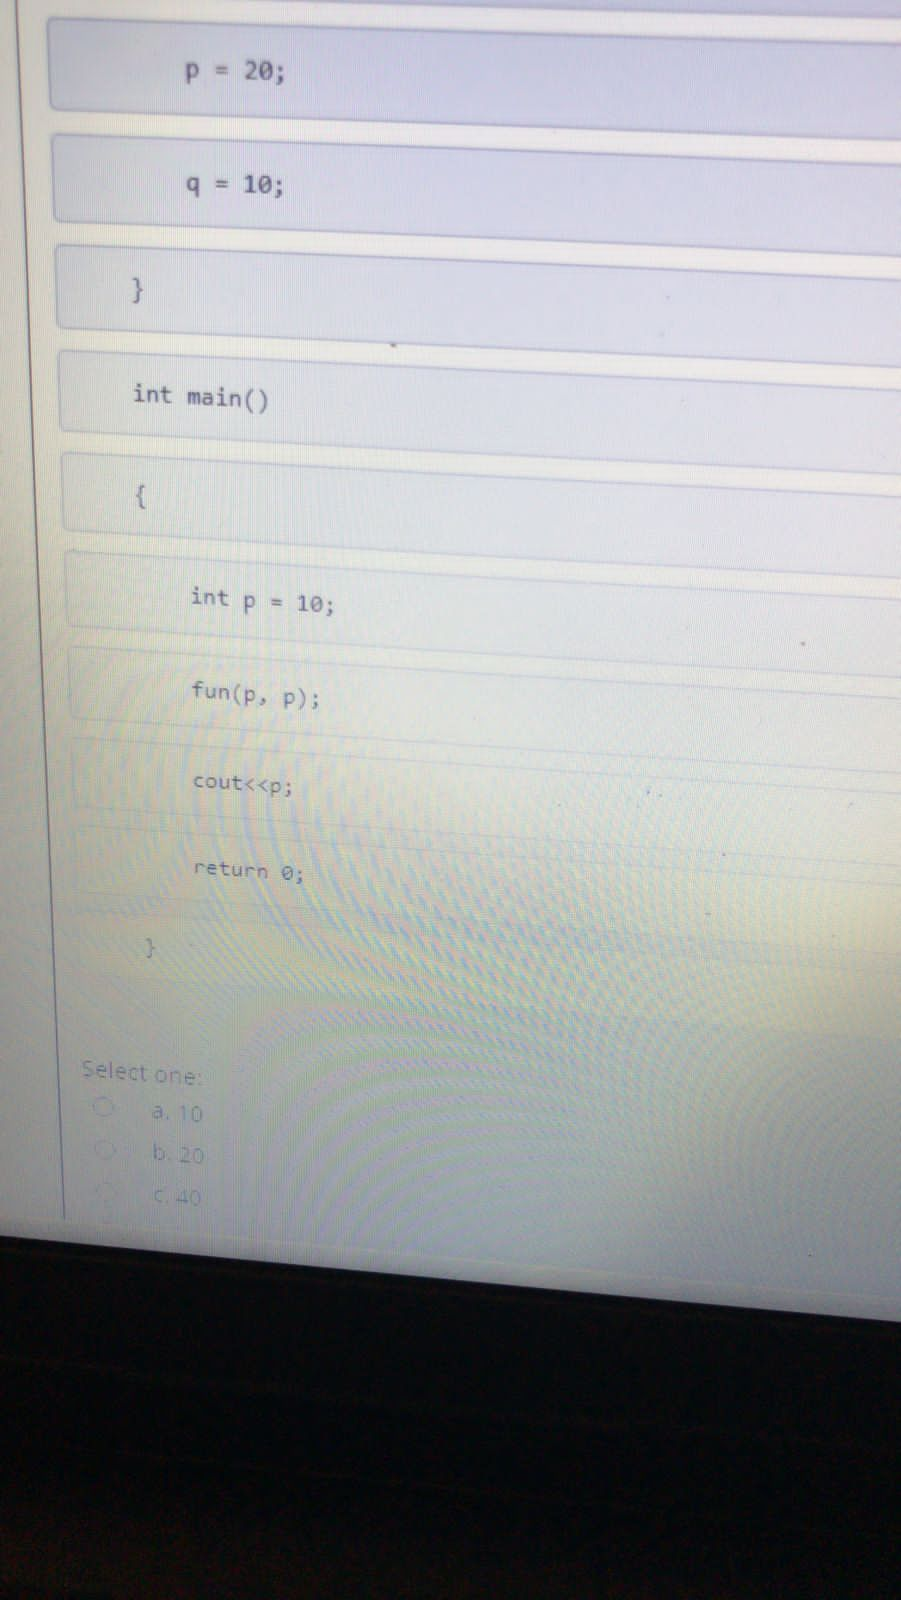 p = 20;
q = 10;
}
int main()
{
int p = 10;
fun(p, p);
cout<<p;
return 0;
}
Select one:
a. 10
b. 20
c. 40